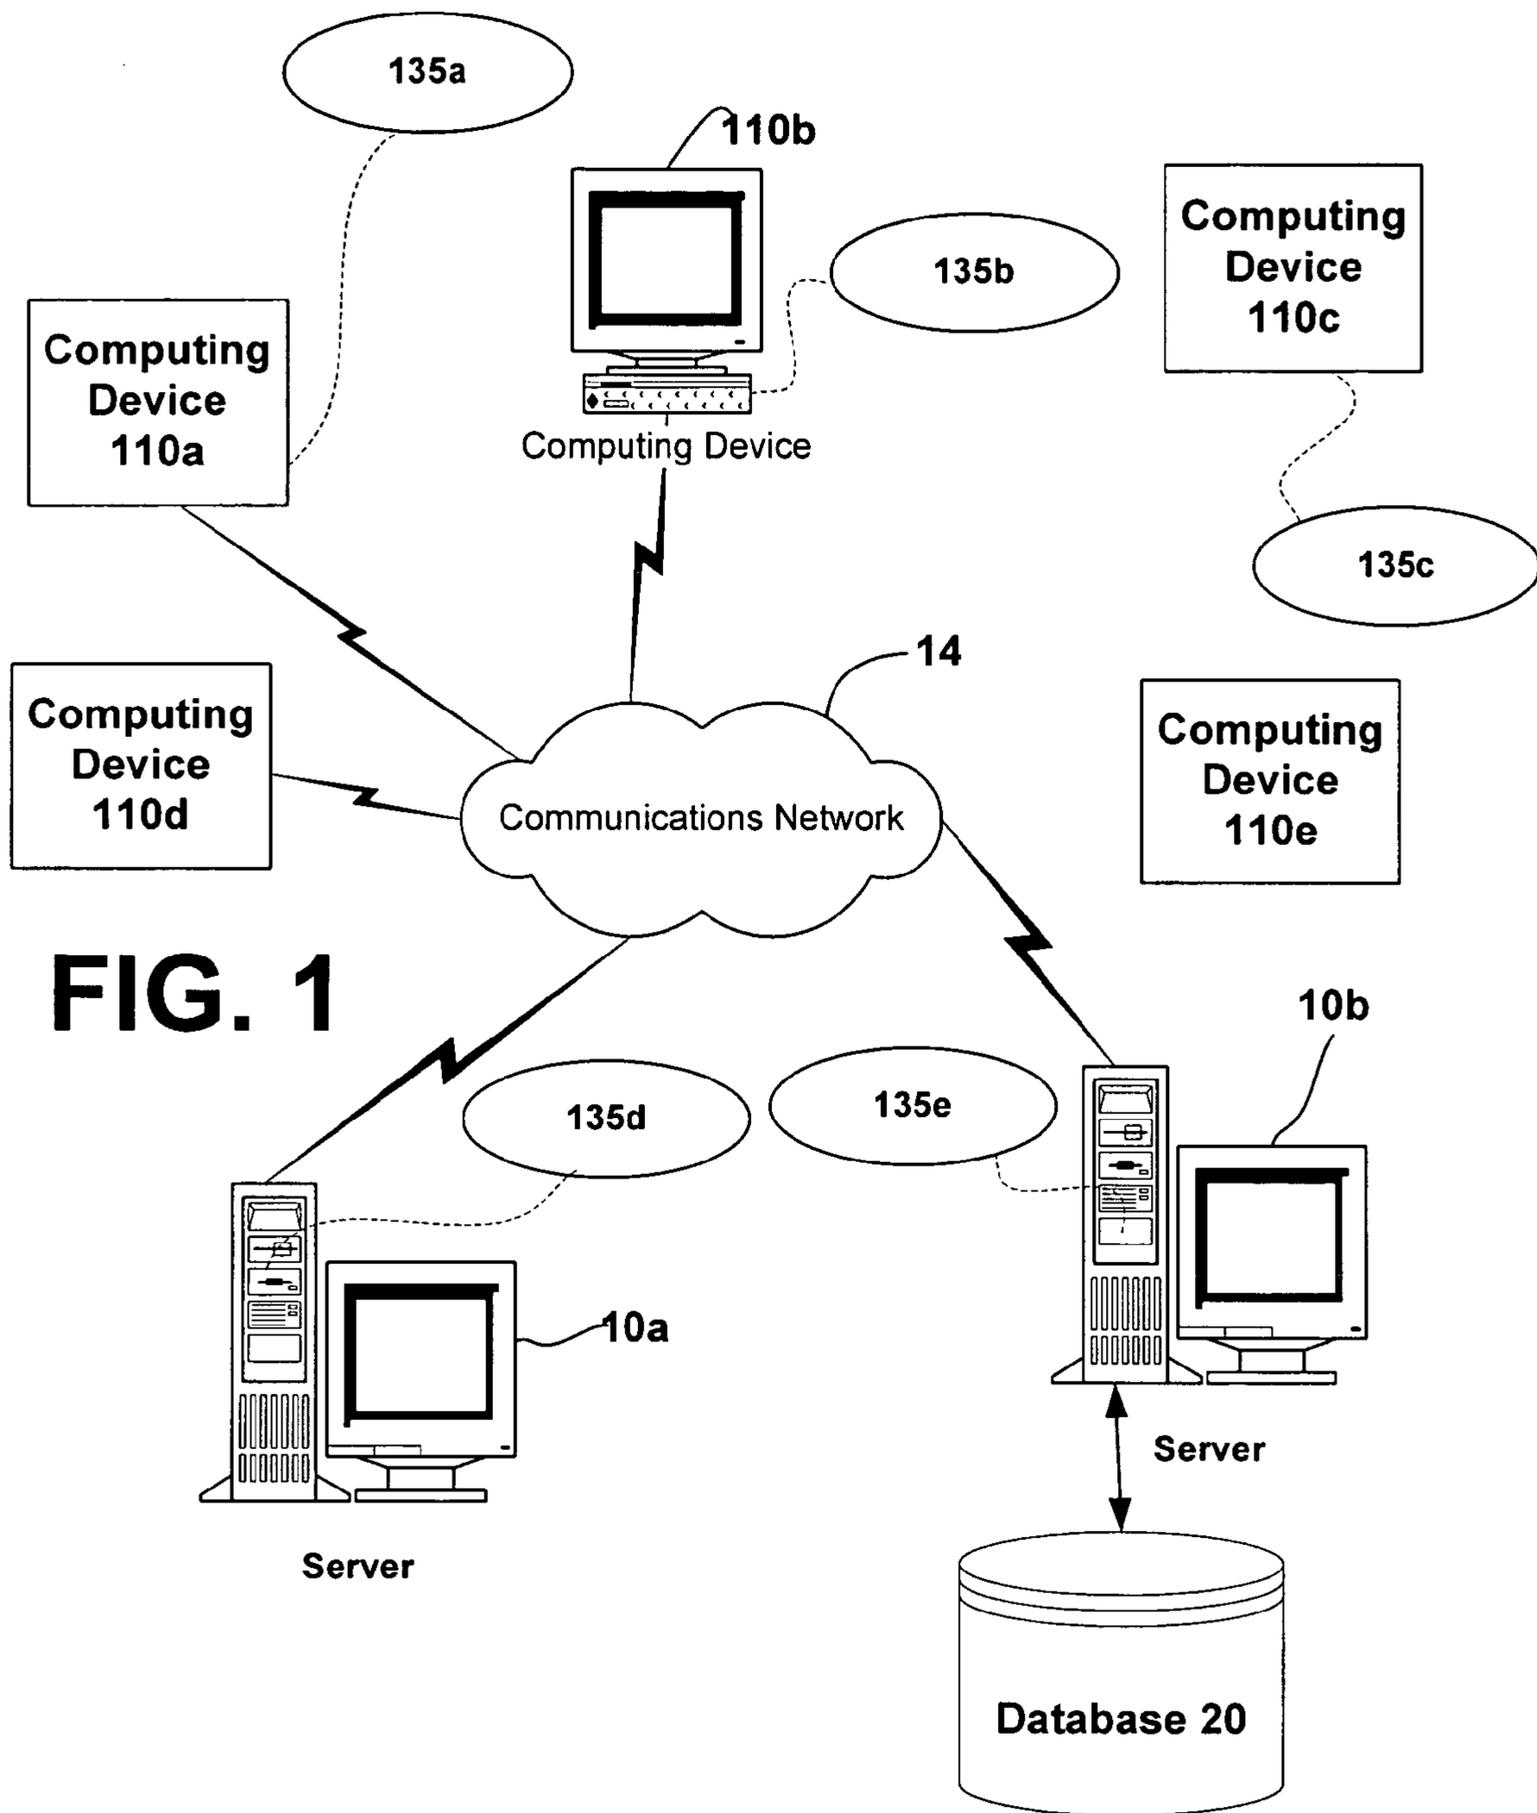 135a
110b
Computing
Device
110c
135b
Computing
Device
110a
Computing Device
135c
14
Computing
Device
110d
Computing
Device
110e
Communications Network
FIG. 1
10b
135d
135e
10a
Server
Server
Database 20